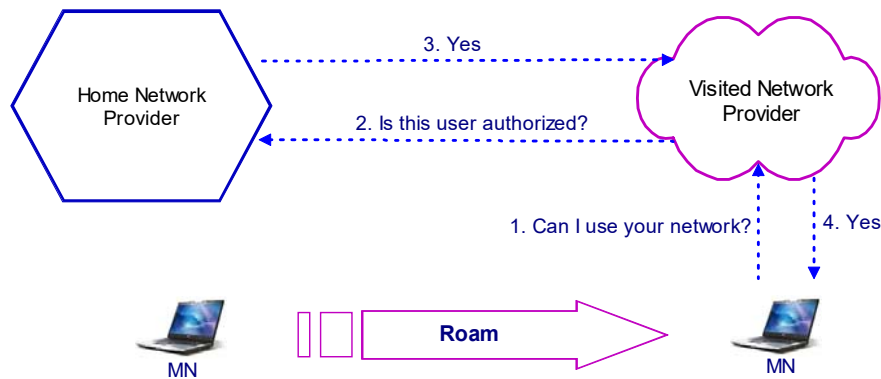 3. Yes
Home Network
Provider
Visited Network
Provider
2. Is this user authorized?
1. Can I use your network?
4. Yes
Roam
MN
MN